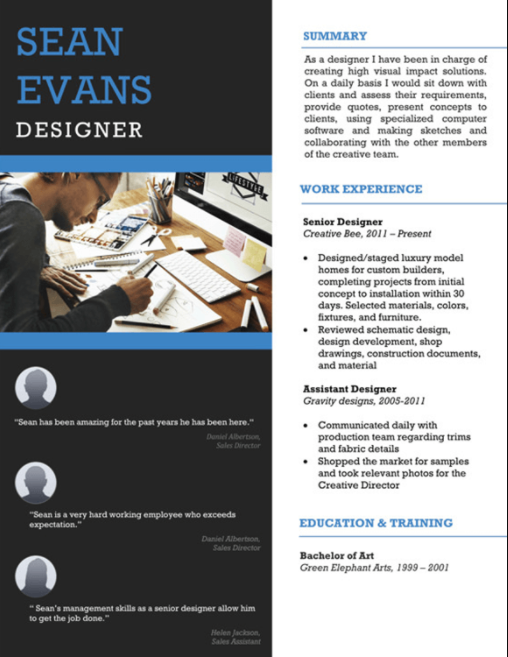 SEAN
EVANS
DESIGNER
LIFESTYLE
"Sean has been amazing for the past years he has been here."
Daniel Albertson,
Sales Director
"Sean is a very hard working employee who exceeds
expectation."
Daniel Albertson,
Sales Director
" Sean's management skills as a senior designer allow him
to get the job done."
Helen Jackson,
Sales Assistant
SUMMARY
As a designer I have been in charge of
creating high visual impact solutions.
On a daily basis I would sit down with
clients and assess their requirements,
provide quotes, present concepts to
clients, using specialized computer
software and making sketches and
collaborating with the other members
of the creative team.
WORK EXPERIENCE
Senior Designer
Creative Bee, 2011 – Present
• Designed/staged luxury model
homes for custom builders,
completing projects from initial
concept to installation within 30
days. Selected materials, colors,
fixtures, and furniture.
• Reviewed schematic design,
design development, shop
drawings, construction documents,
and material
Assistant Designer
Gravity designs, 2005-2011
• Communicated daily with
production team regarding trims
and fabric details
• Shopped the market for samples
and took relevant photos for the
Creative Director
EDUCATION & TRAINING
Bachelor of Art
Green Elephant Arts, 1999 – 2001